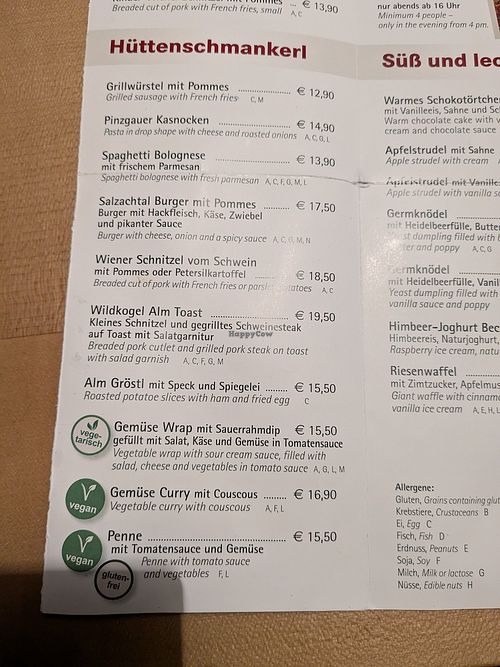 € 13,90
Breaded cut of pork with French fries, small A, C
nur abends ab 16 Uhr
Minimum 4 people –
only in the evening from 4 pm.
Hüttenschmankerl
Grillwürstel mit Pommes ........................ € 12,90
Grilled sausage with French fries C, M
Pinzgauer Kasnocken ............................ € 14,90
Pasta in drop shape with cheese and roasted onions A, C, G, L
Spaghetti Bolognese .............................. € 13,90
mit frischem Parmesan
Spaghetti bolognese with fresh parmesan A, C, F, G, M, L
Salzachtal Burger mit Pommes ............ € 17,50
Burger mit Hackfleisch, Käse, Zwiebel
und pikanter Sauce
Burger with cheese, onion and a spicy sauce A, C, G, M, N
Wiener Schnitzel vom Schwein
mit Pommes oder Petersilkartoffel ....... € 18,50
Breaded cut of pork with French fries or parsley potatoes A, C
Wildkogel Alm Toast ............................ € 19,50
Kleines Schnitzel und gegrilltes Schweinesteak
auf Toast mit Salatgarnitur
HappyCow
Breaded pork cutlet and grilled pork steak on toast
with salad garnish A, C, F, G, M
Alm Gröstl mit Speck und Spiegelei ....... € 15,50
Roasted potatoe slices with ham and fried egg C
vege-
tarisch
Gemüse Wrap mit Sauerrahmdip ... € 15,50
gefüllt mit Salat, Käse und Gemüse in Tomatensauce
Vegetable wrap with sour cream sauce, filled with
salad, cheese and vegetables in tomato sauce A, G, L, M
vegan
Gemüse Curry mit Couscous ........ € 16,90
Vegetable curry with couscous A, F, L
vegan
Penne ................................................ € 15,50
mit Tomatensauce und Gemüse
gluten-
frei
Penne with tomato sauce
and vegetables F, L
Süß und lec
Warmes Schokotörtche
mit Vanilleeis, Sahne und Sch
Warm chocolate cake with v
cream and chocolate sauce
Apfelstrudel mit Sahne
Apple strudel with cream
Apfelstrudel mit Vanille
Apple strudel with vanilla s
Germknödel
mit Heidelbeerfülle, Butter
Yeast dumpling filled with b
butter and poppy A, C, G
Germknödel
mit Heidelbeerfülle, Vanill
Yeast dumpling filled with
vanilla sauce and poppy
Himbeer-Joghurt Bec
Himbeereis, Naturjoghurt,
Raspberry ice cream, natu
Riesenwaffel
mit Zimtzucker, Apfelmus
Giant waffle with cinnam
vanilla ice cream A, E, H, L
Allergene:
Gluten, Grains containing glut
Krebstiere, Crustaceans B
Ei, Egg C
Fisch, Fish D
Erdnuss, Peanuts E
Soja, Soy F
Milch, Milk or lactose G
Nüsse, Edible nuts H